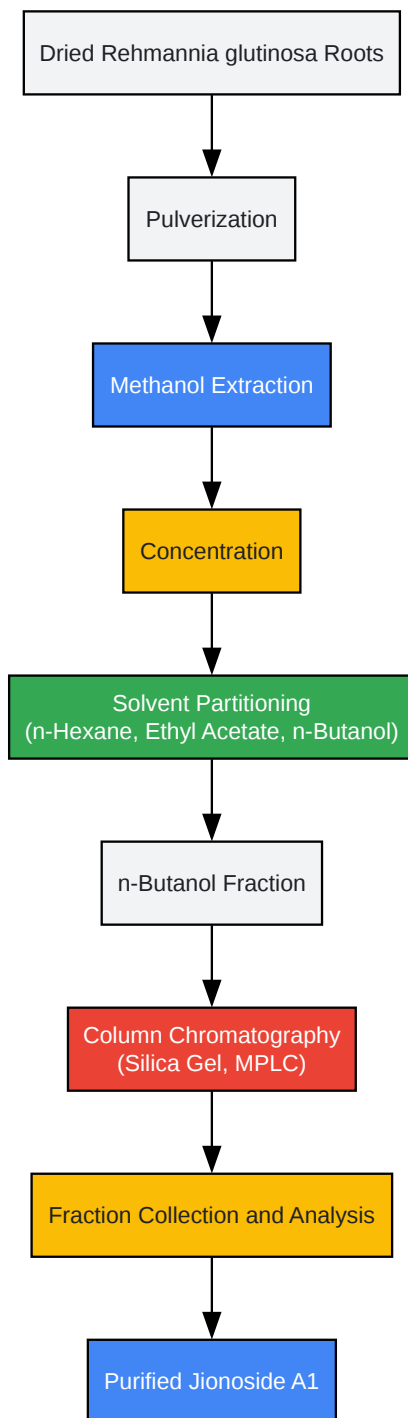 Dried Rehmannia glutinosa Roots
Pulverization
Methanol Extraction
Concentration
Solvent Partitioning
(n-Hexane, Ethyl Acetate, n-Butanol)
n-Butanol Fraction
Column Chromatography
(Silica Gel, MPLC)
Fraction Collection and Analysis
Purified Jionoside A1